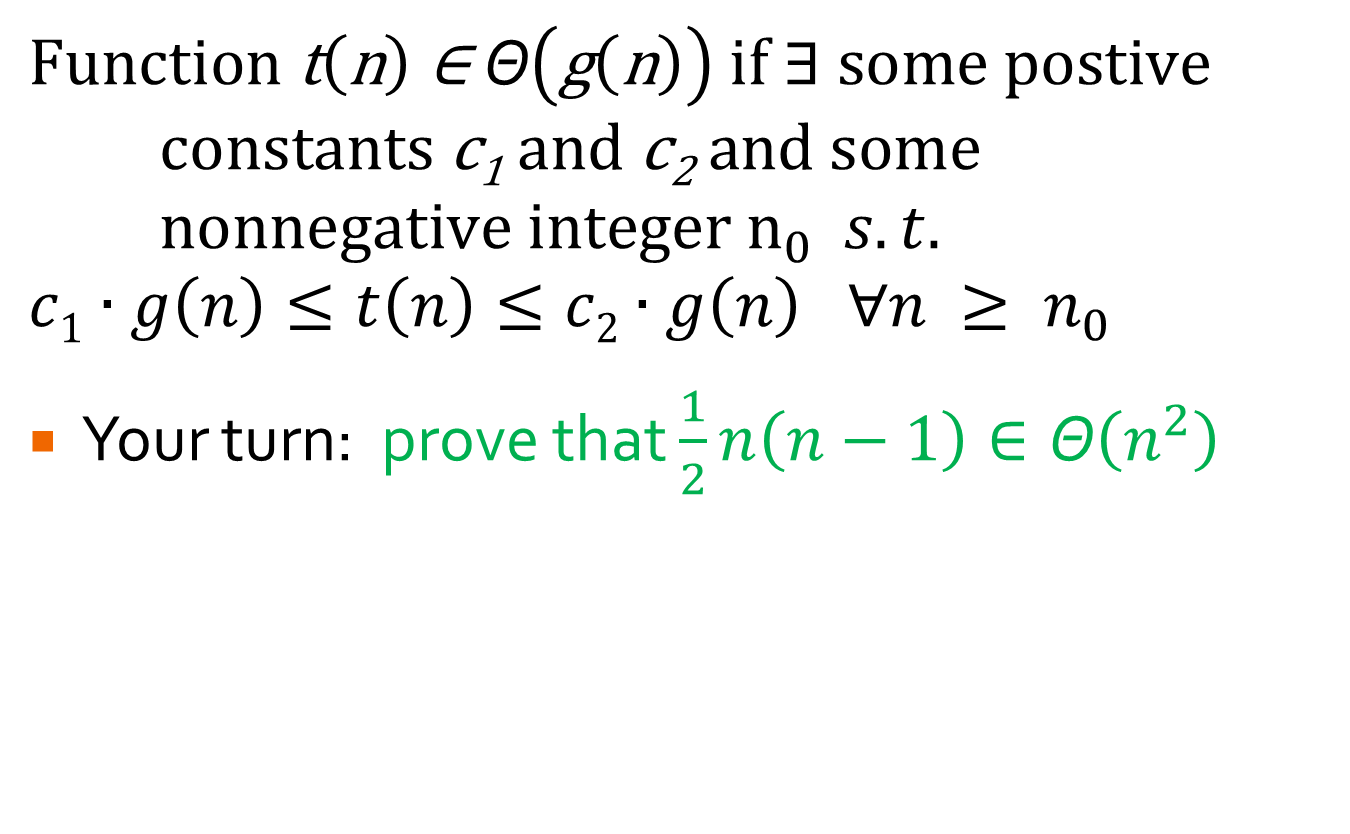 Function t(n) ∈ Θ(g(n)) if ∃ some postive
constants c₁ and c₂ and some
nonnegative integer n₀ s.t.
c₁ · g(n) ≤ t(n) ≤ c₂ · g(n) ∀n ≥ n₀
▪ Your turn: prove that ½n(n − 1) ∈ Θ(n²)